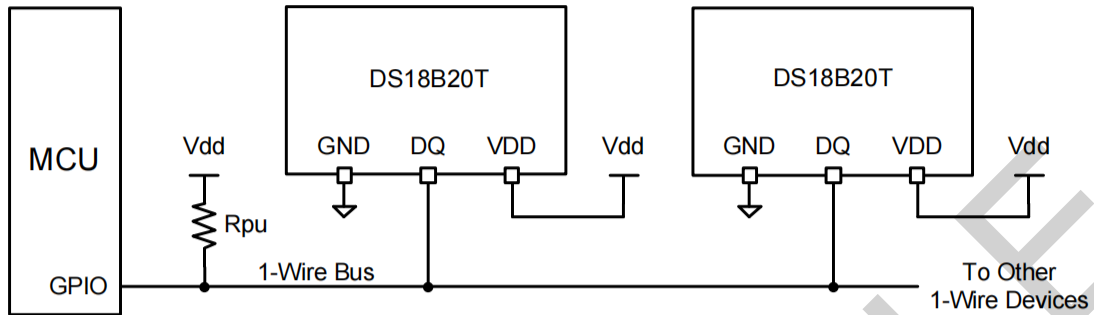 DS18B20T
DS18B20T
MCU
Vdd
GND DQ VDD
Vdd
GND DQ VDD
Vdd
Rpu
GPIO
1-Wire Bus
To Other
1-Wire Devices